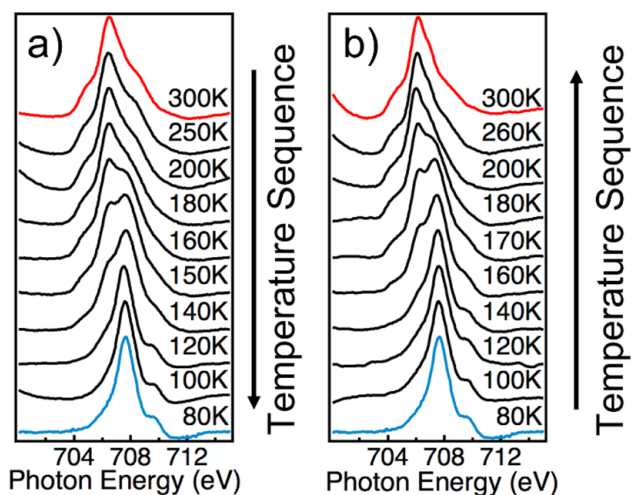 a)
300K
250K
200K
180K
160K
150K
140K
120K
100K
80K
704 708 712
Photon Energy (eV)
Temperature Sequence
b)
300K
260K
200K
180K
170K
160K
140K
120K
100K
80K
704 708 712
Photon Energy (eV)
Temperature Sequence